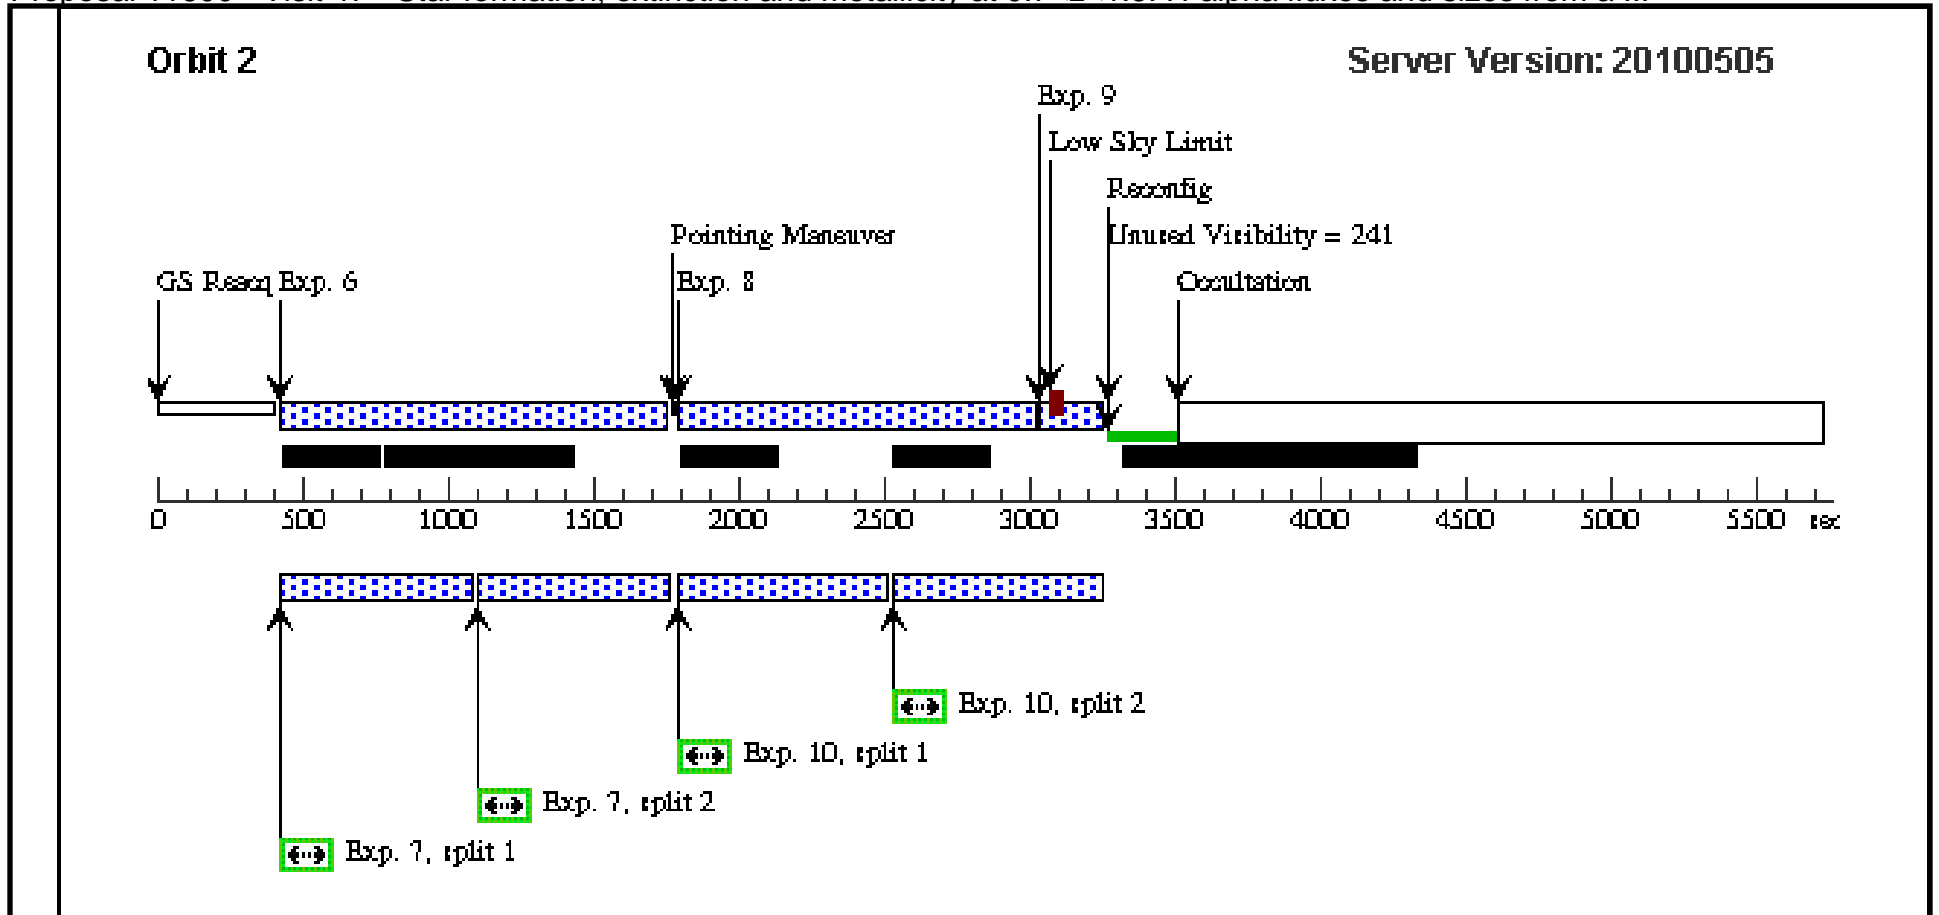 Orbit 2
Server Version: 20100505
Exp. 9
Low Sky Limit
Reconfig
Pointing Maneuver
Unused Visibility = 241
GS Reacq
Exp. 6
Exp. 8
Occultation
0 500 1000 1500 2000 2500 3000 3500 4000 4500 5000 5500 sec
Exp. 10, split 2
Exp. 10, split 1
Exp. 7, split 2
Exp. 7, split 1